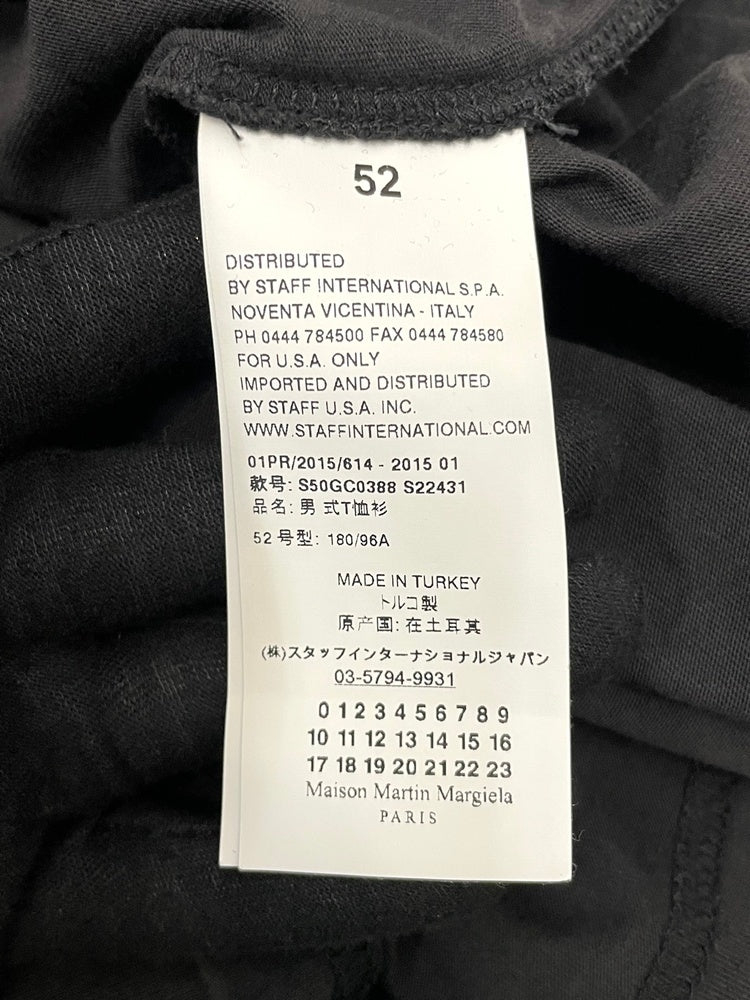 52
DISTRIBUTED
BY STAFF INTERNATIONAL S.P.A.
NOVENTA VICENTINA - ITALY
PH 0444 784500 FAX 0444 784580
FOR U.S.A. ONLY
IMPORTED AND DISTRIBUTED
BY STAFF U.S.A. INC.
WWW.STAFFINTERNATIONAL.COM
01PR/2015/614 - 2015 01
款号: S50GC0388 S22431
品名: 男 式T恤衫
52 号型: 180/96A
MADE IN TURKEY
トルコ製
原产国: 在土耳其
(株)スタッフインターナショナルジャパン
03-5794-9931
0 1 2 3 4 5 6 7 8 9
10 11 12 13 14 15 16
17 18 19 20 21 22 23
Maison Martin Margiela
PARIS